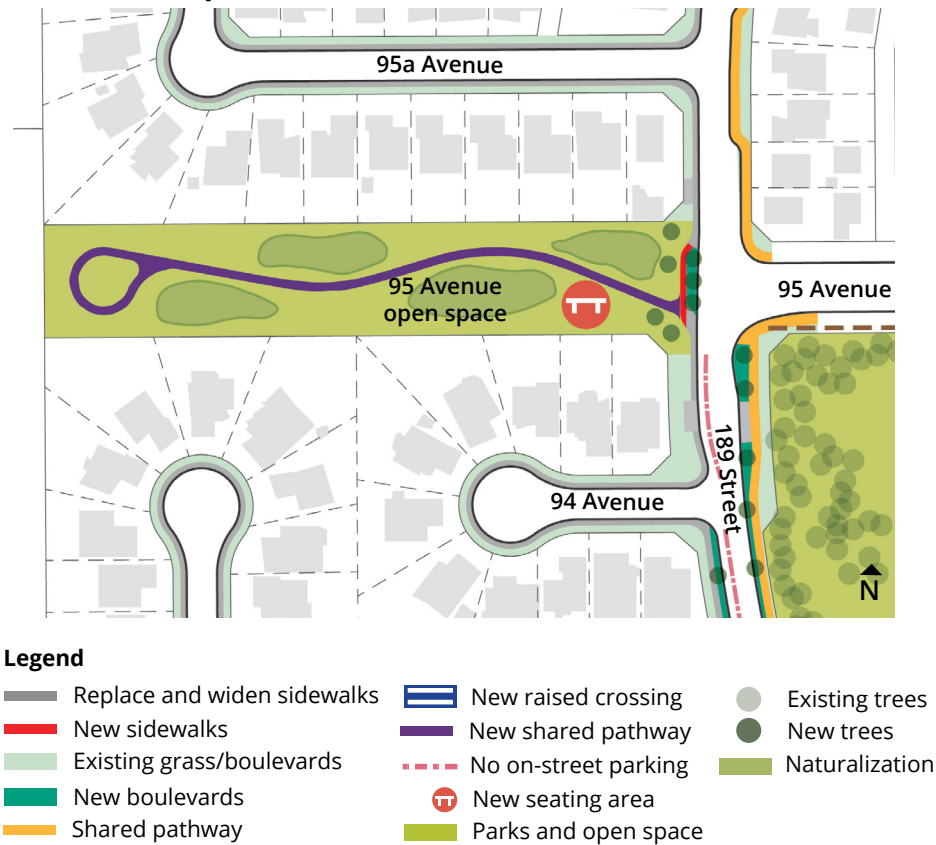 95a Avenue
95 Avenue
open space
95 Avenue
189 Street
94 Avenue
N
Legend
Replace and widen sidewalks
New sidewalks
Existing grass/boulevards
New boulevards
Shared pathway
New raised crossing
New shared pathway
No on-street parking
New seating area
Parks and open space
Existing trees
New trees
Naturalization